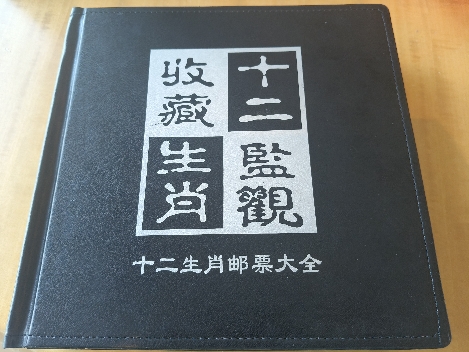 收藏
十二
生肖
監觀
十二生肖邮票大全